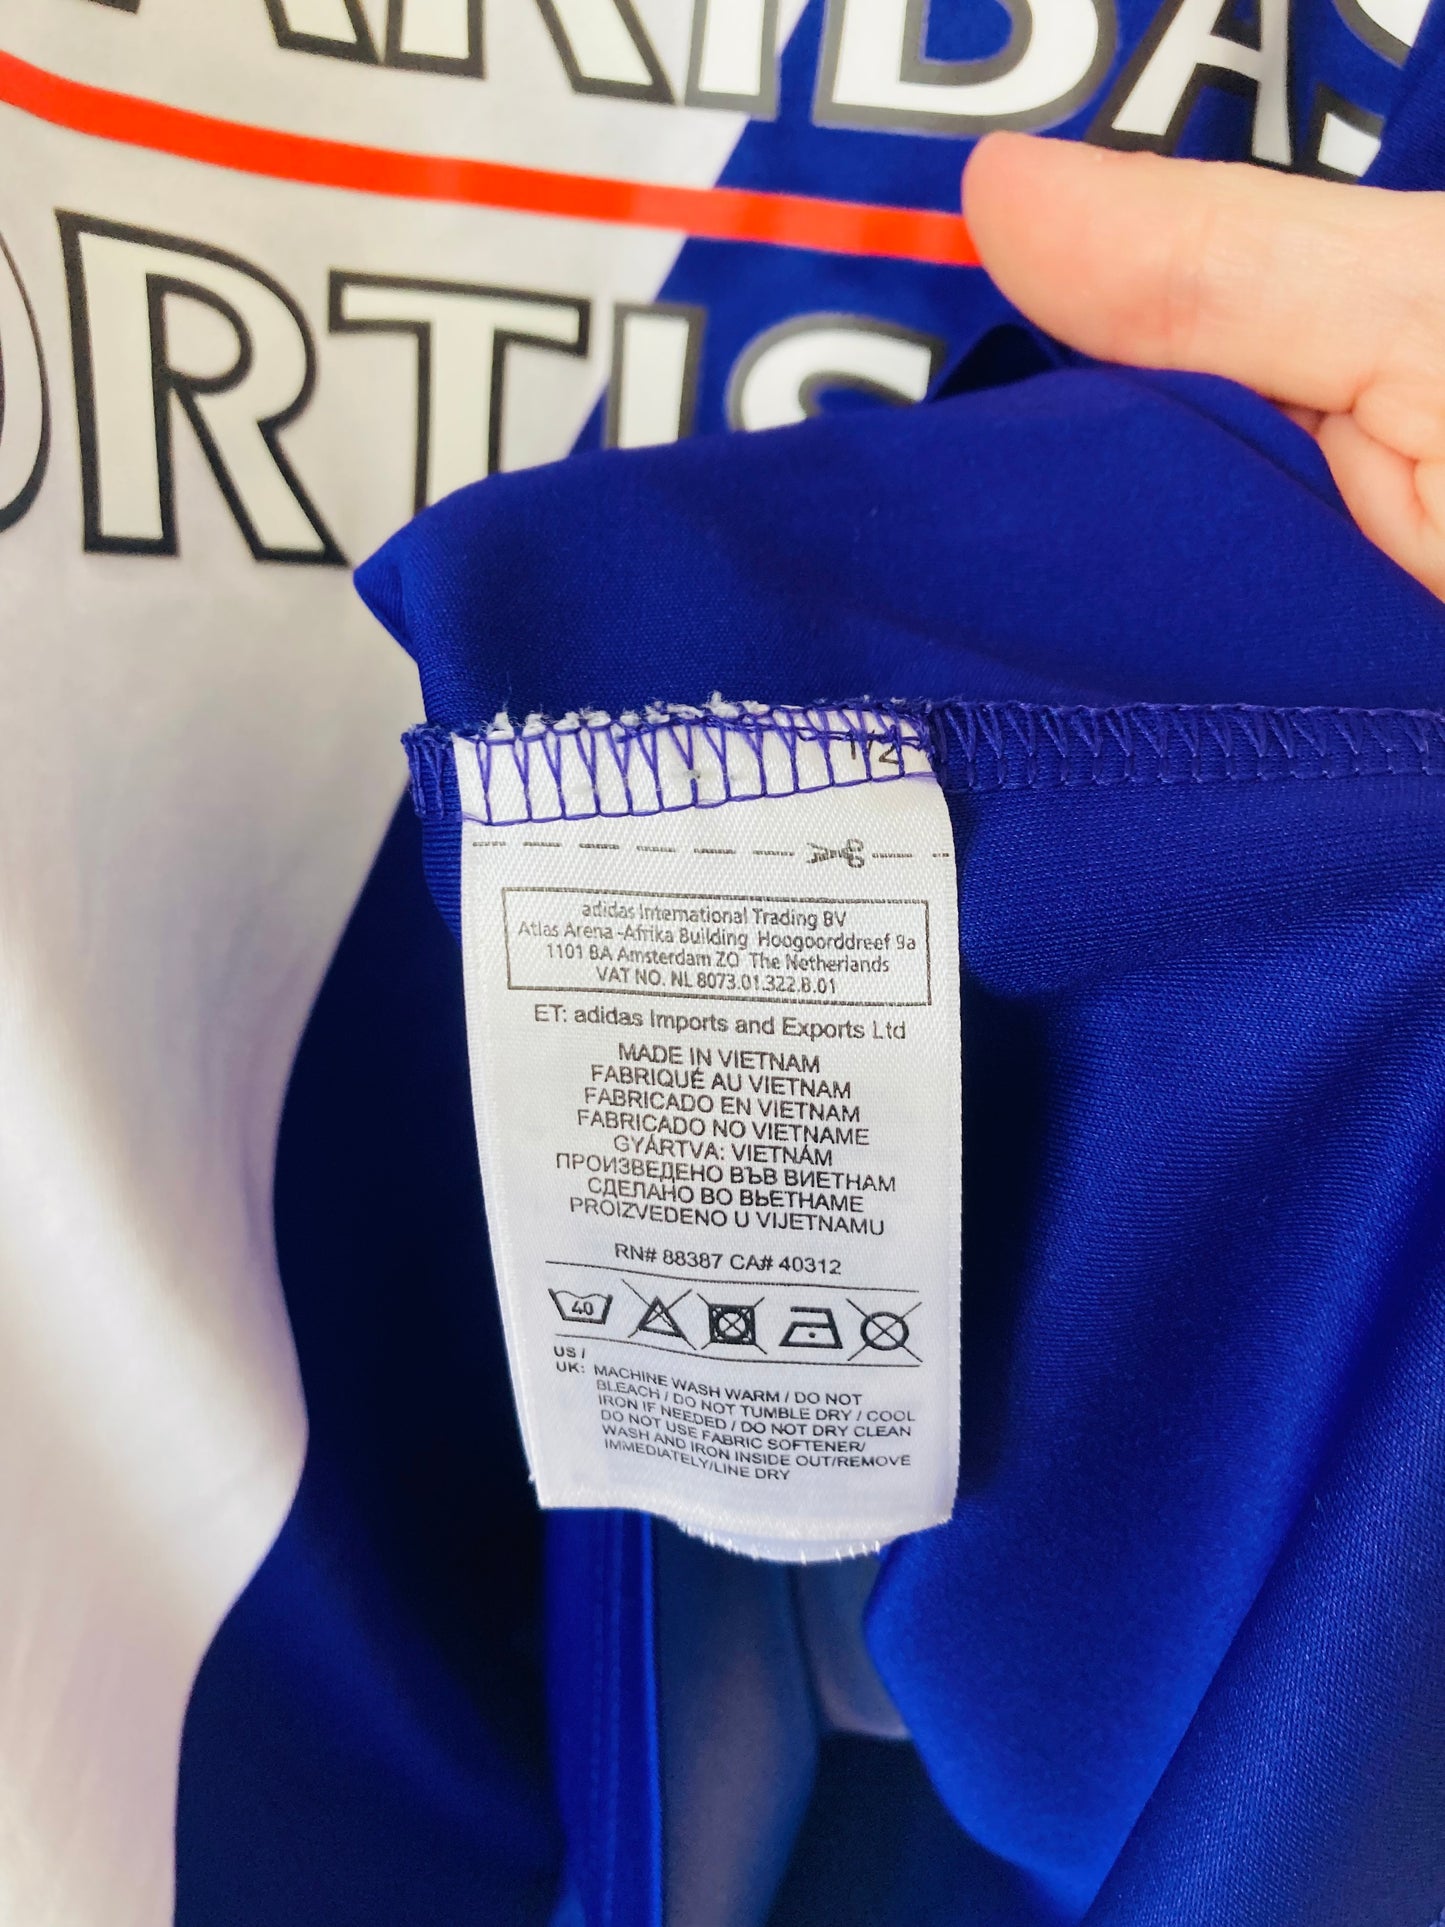 ARIBAS
ORTIS
1/2
adidas International Trading BV
Atlas Arena -Afrika Building Hoogoorddreef 9a
1101 BA Amsterdam ZO The Netherlands
VAT NO. NL 8073.01.322.B.01
ET: adidas Imports and Exports Ltd
MADE IN VIETNAM
FABRIQUÉ AU VIETNAM
FABRICADO EN VIETNAM
FABRICADO NO VIETNAME
GYÁRTVA: VIETNÁM
ПРОИЗВЕДЕНО ВЪВ ВИЕТНАМ
СДЕЛАНО ВО ВЬЕТНАМЕ
PROIZVEDENO U VIJETNAMU
RN# 88387 CA# 40312
40
US /
UK: MACHINE WASH WARM / DO NOT
BLEACH / DO NOT TUMBLE DRY / COOL
IRON IF NEEDED / DO NOT DRY CLEAN
DO NOT USE FABRIC SOFTENER/
WASH AND IRON INSIDE OUT/REMOVE
IMMEDIATELY/LINE DRY